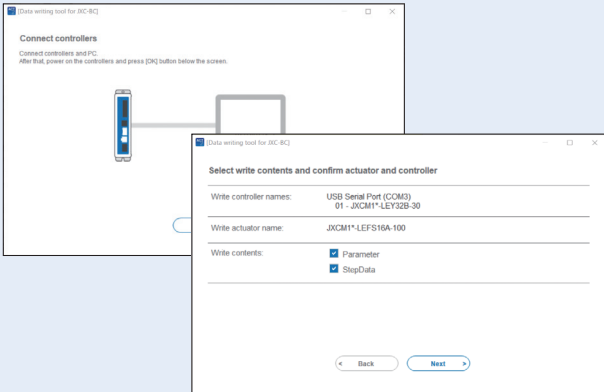 [Data writing tool for JXC-BC]
Connect controllers
Connect controllers and PC.
After that, power on the controllers and press [OK] button below the screen.
[Data writing tool for JXC-BC]
Select write contents and confirm actuator and controller
Write controller names:
USB Serial Port (COM3)
01 - JXCM1*-LEY32B-30
Write actuator name:
JXCM1*-LEFS16A-100
Write contents:
Parameter
StepData
< Back
Next >